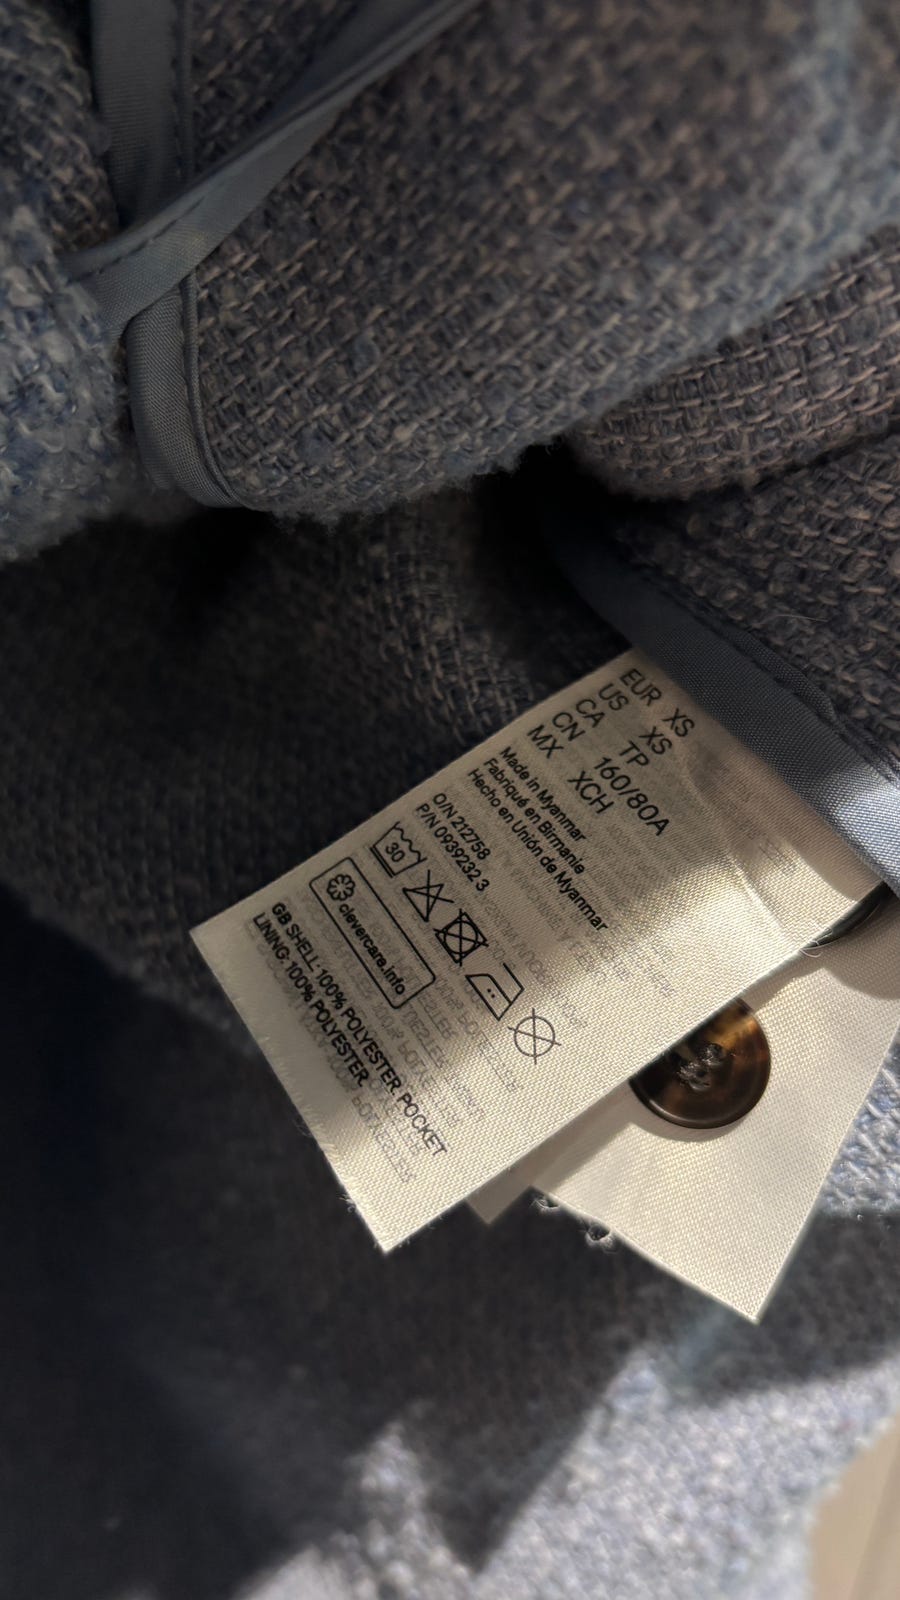 EUR XS
US XS
CA TP
CN 160/80A
MX XCH
Made in Myanmar
Fabriqué en Birmanie
Hecho en Unión de Myanmar
O/N 212758
P/N 0939232.3
30
clevercare.info
GB SHELL: 100% POLYESTER. POCKET
LINING: 100% POLYESTER.